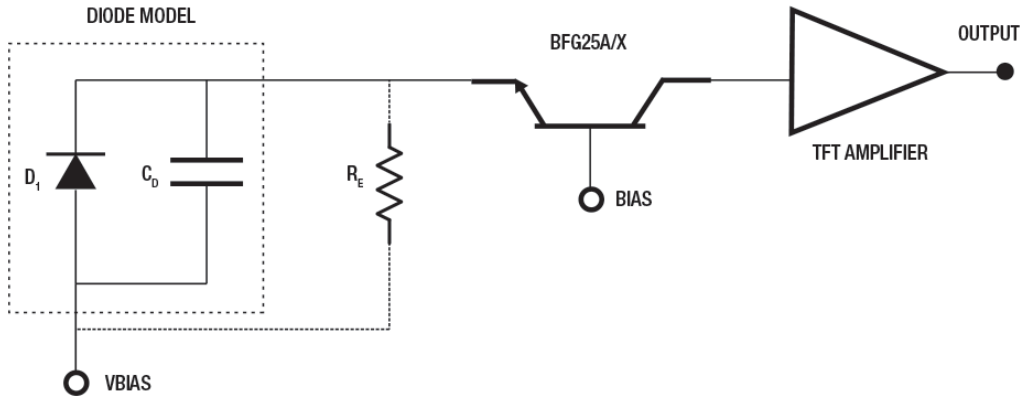 DIODE MODEL
BFG25A/X
OUTPUT
D1
CD
RE
TFT AMPLIFIER
BIAS
VBIAS